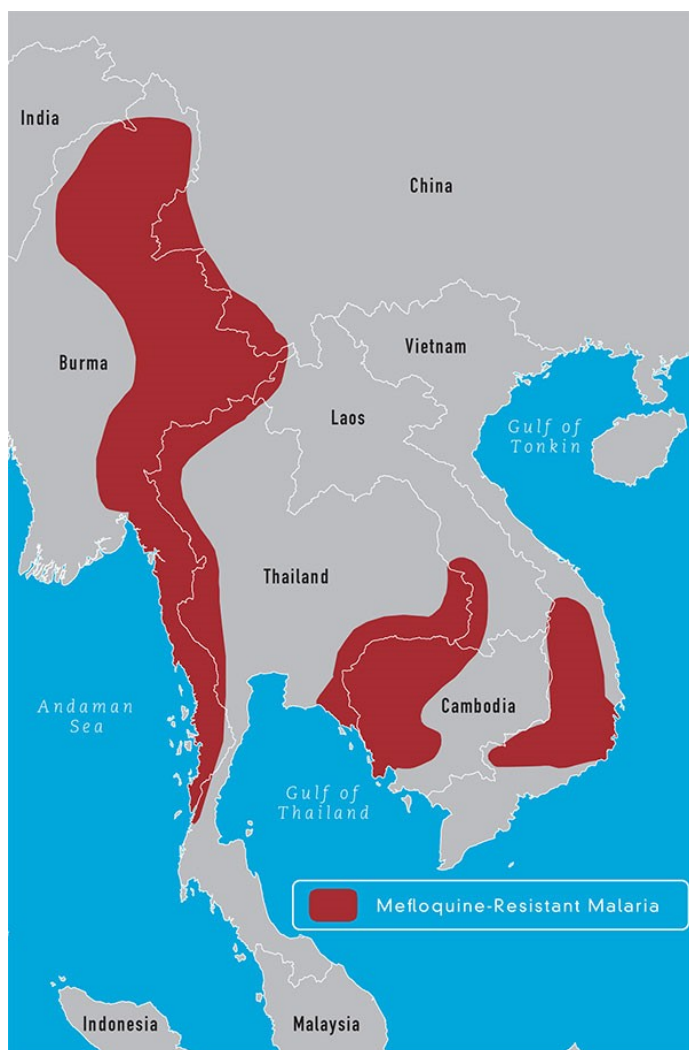 India
China
Burma
Vietnam
Laos
Gulf of
Tonkin
Thailand
Andaman
Sea
Cambodia
Gulf of
Thailand
Mefloquine-Resistant Malaria
Indonesia
Malaysia